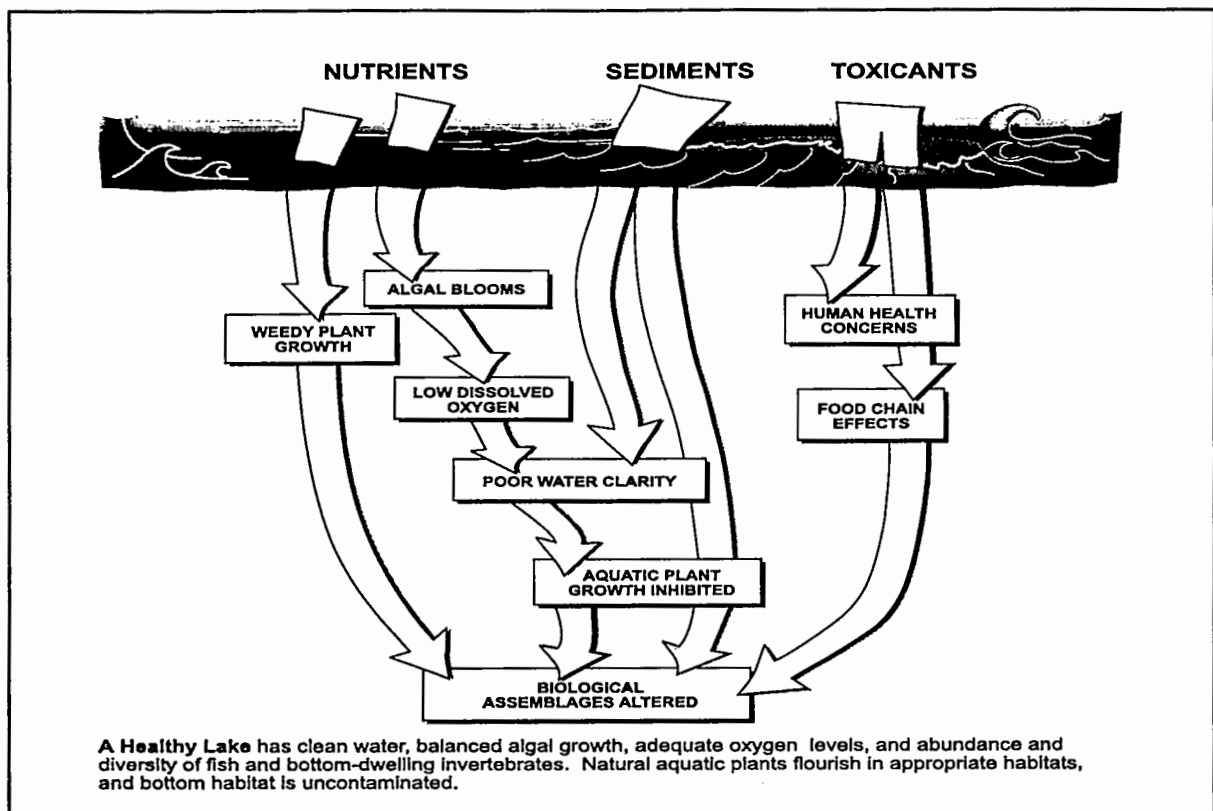 NUTRIENTS
SEDIMENTS
TOXICANTS
ALGAL BLOOMS
WEEDY PLANT
GROWTH
HUMAN HEALTH
CONCERNS
LOW DISSOLVED
OXYGEN
FOOD CHAIN
EFFECTS
POOR WATER CLARITY
AQUATIC PLANT
GROWTH INHIBITED
BIOLOGICAL
ASSEMBLAGES ALTERED
A Healthy Lake has clean water, balanced algal growth, adequate oxygen levels, and abundance and
diversity of fish and bottom-dwelling invertebrates. Natural aquatic plants flourish in appropriate habitats,
and bottom habitat is uncontaminated.